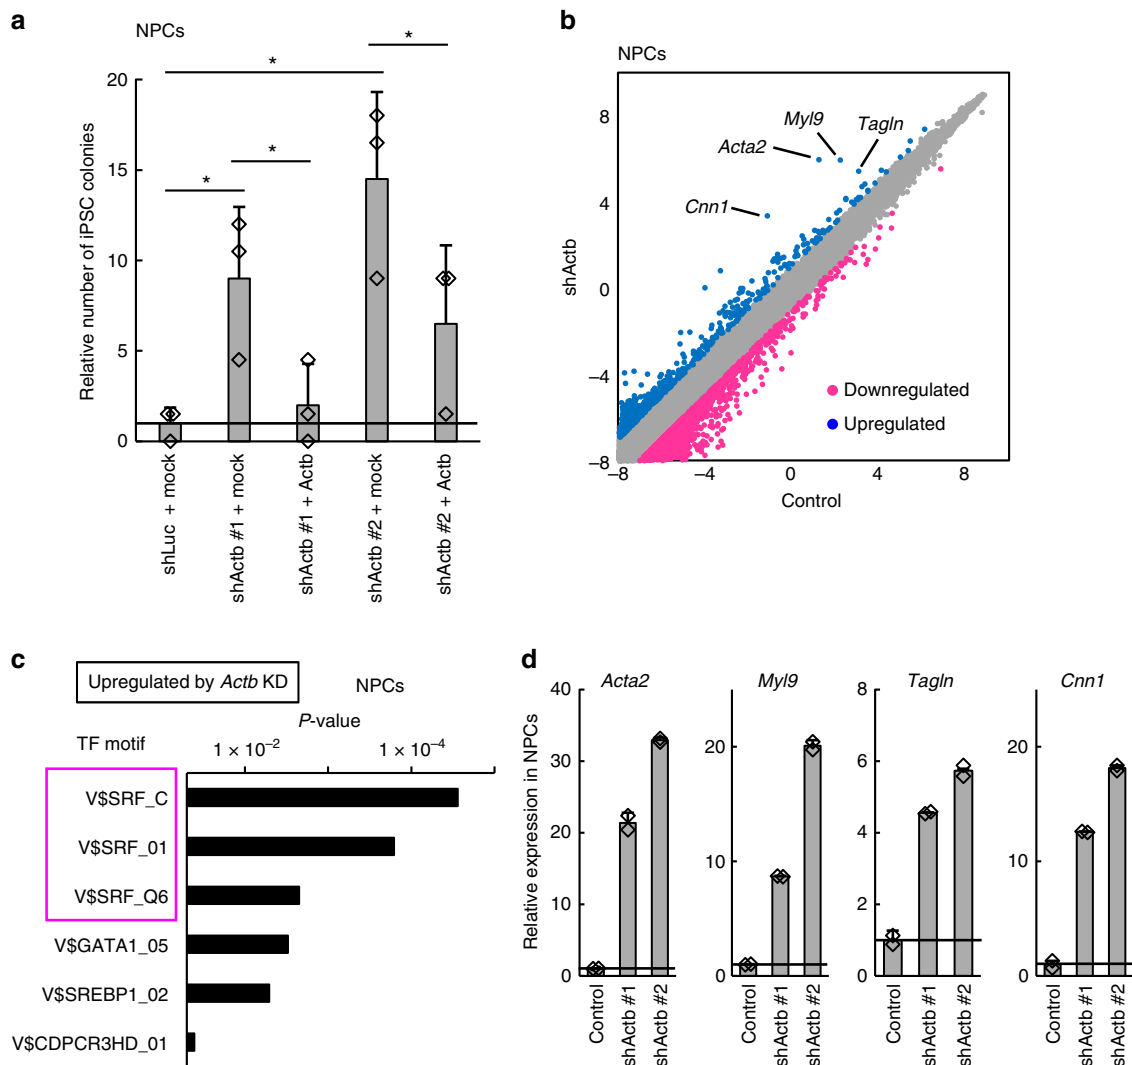 a
NPCs
*
*
*
*
Relative number of iPSC colonies
20
15
10
5
0
shLuc + mock
shActb #1 + mock
shActb #1 + Actb
shActb #2 + mock
shActb #2 + Actb
b
NPCs
shActb
8
4
0
−4
−8
Myl9
Tagln
Acta2
Cnn1
Downregulated
Upregulated
−8
−4
0
4
8
Control
c
Upregulated by Actb KD
NPCs
P-value
TF motif
1 × 10⁻²
1 × 10⁻⁴
V$SRF_C
V$SRF_01
V$SRF_Q6
V$GATA1_05
V$SREBP1_02
V$CDPCR3HD_01
d
Relative expression in NPCs
Acta2
40
30
20
10
0
Control
shActb #1
shActb #2
Myl9
20
10
0
Control
shActb #1
shActb #2
Tagln
8
6
4
2
0
Control
shActb #1
shActb #2
Cnn1
20
10
0
Control
shActb #1
shActb #2